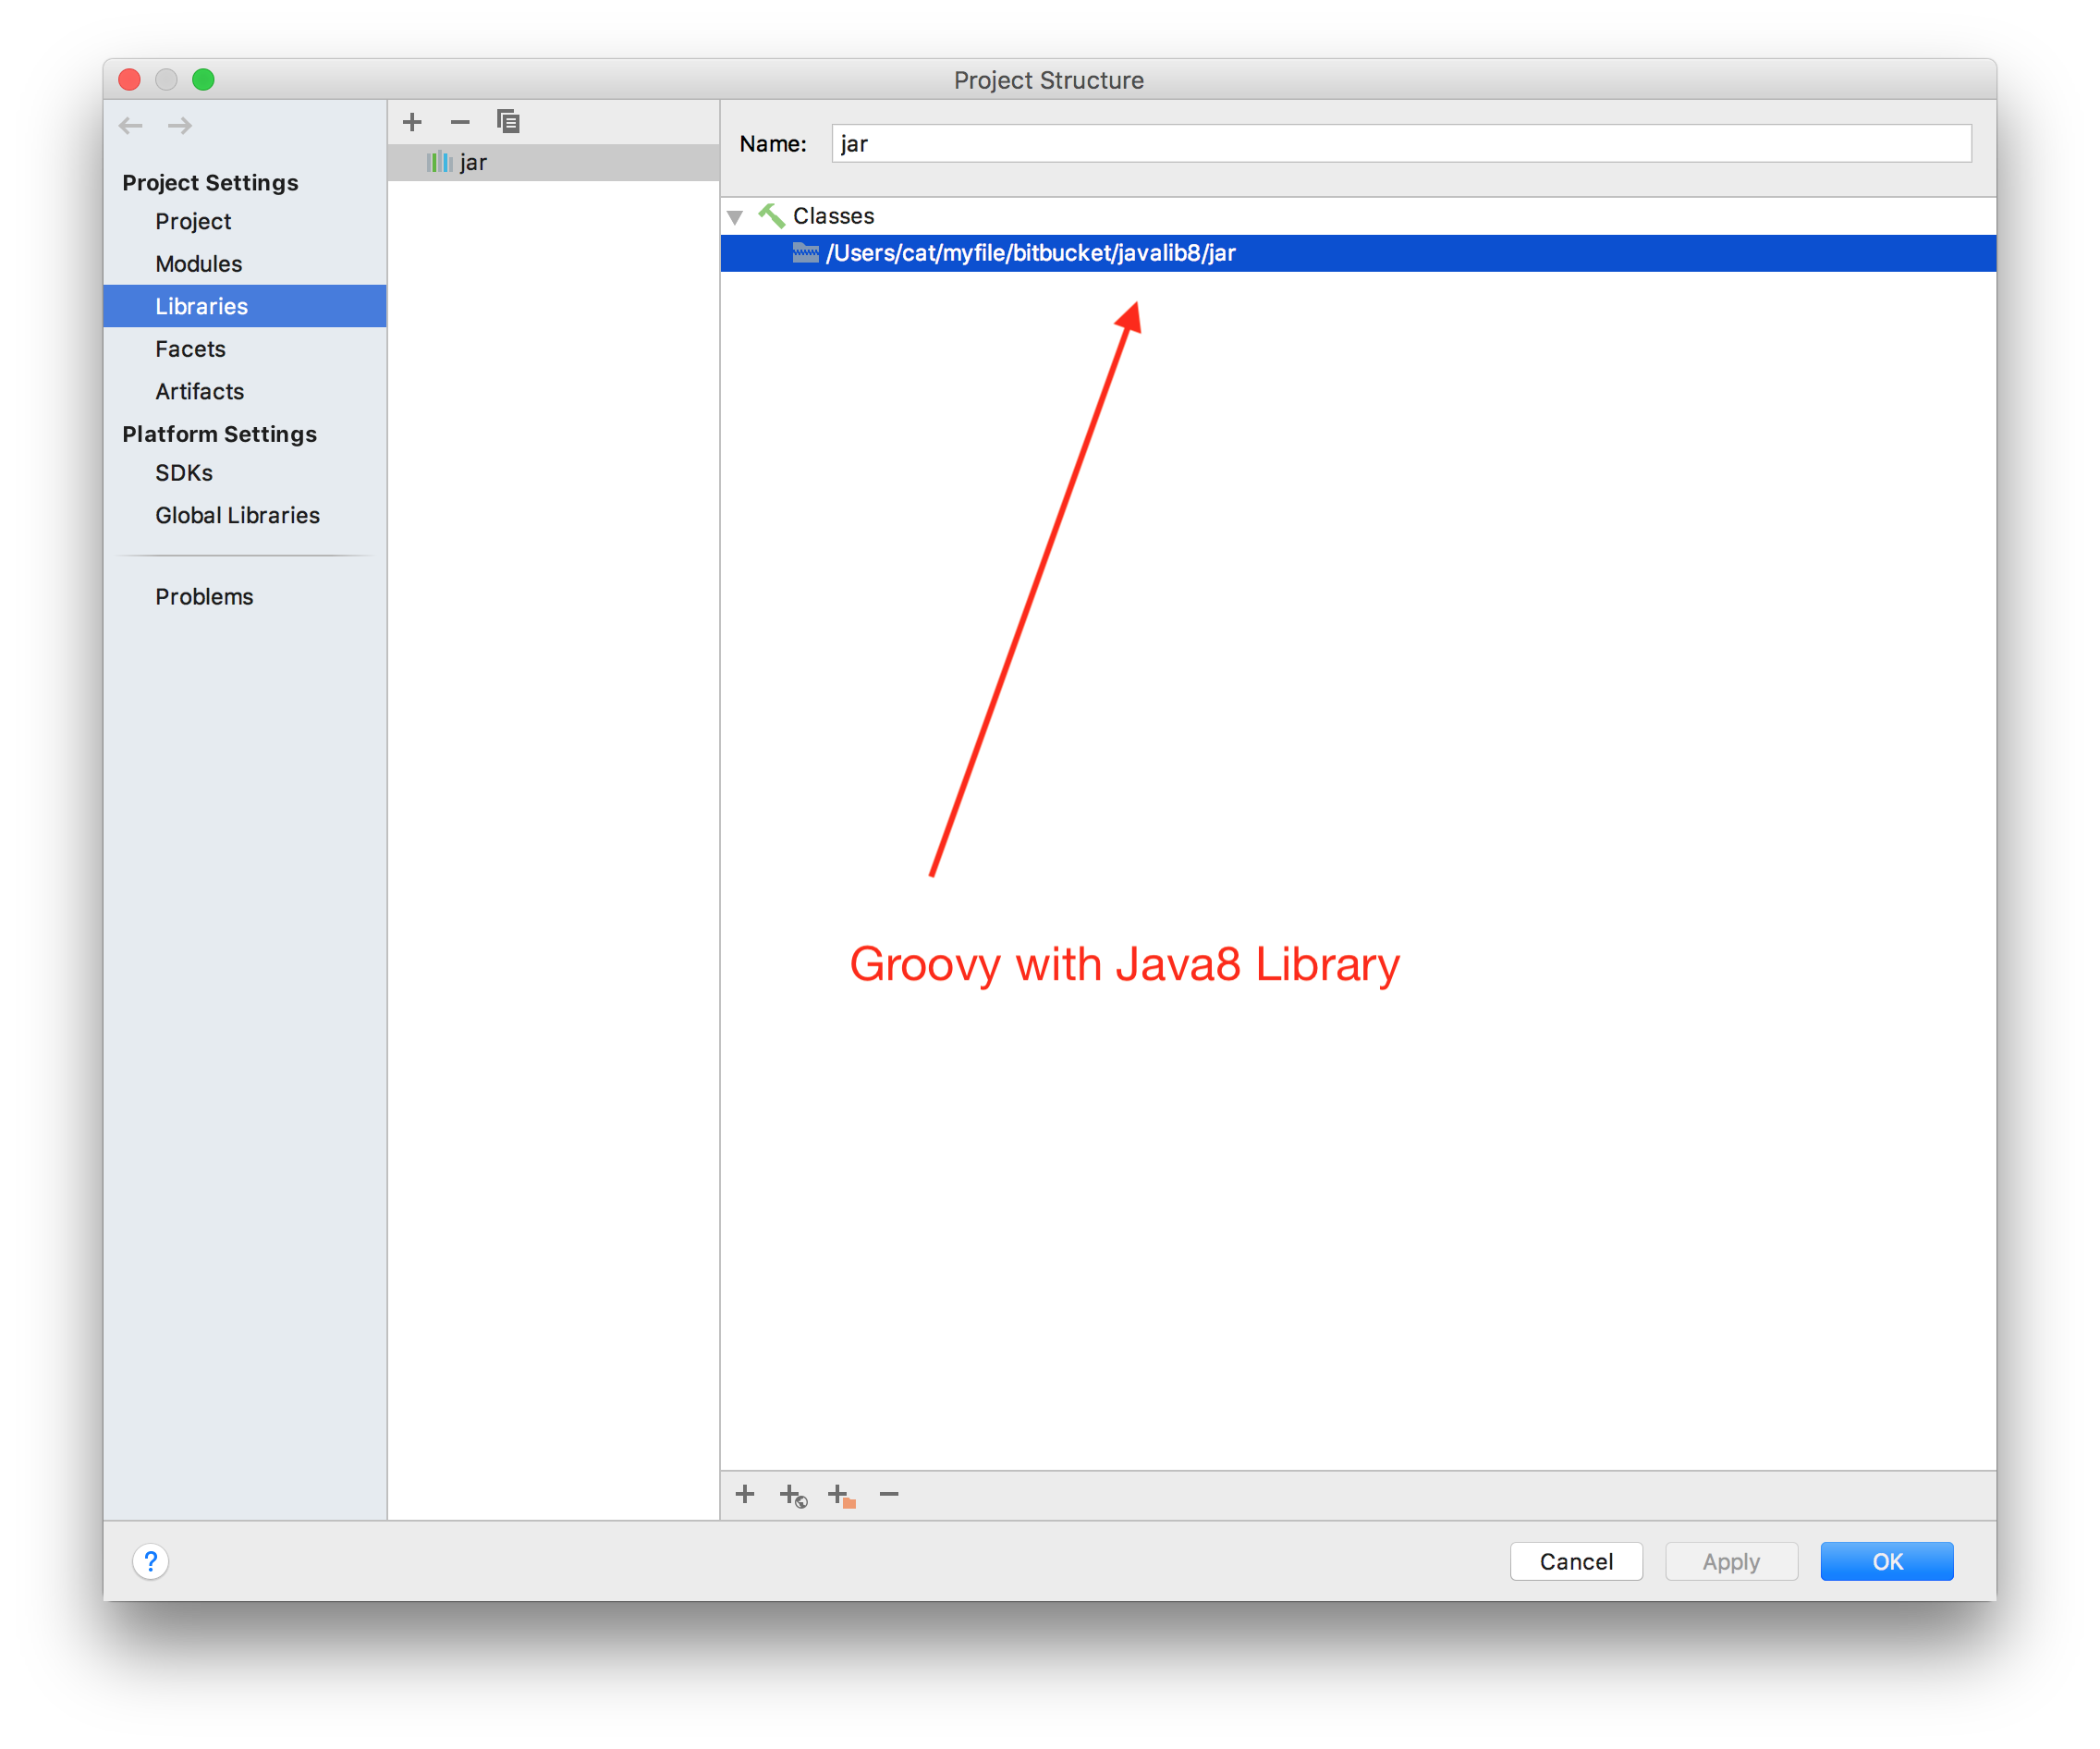 Project Structure
Project Settings
Project
Modules
Libraries
Facets
Artifacts
Platform Settings
SDKs
Global Libraries
Problems
jar
Name: jar
Classes
/Users/cat/myfile/bitbucket/javalib8/jar
Groovy with Java8 Library
?
Cancel
Apply
OK